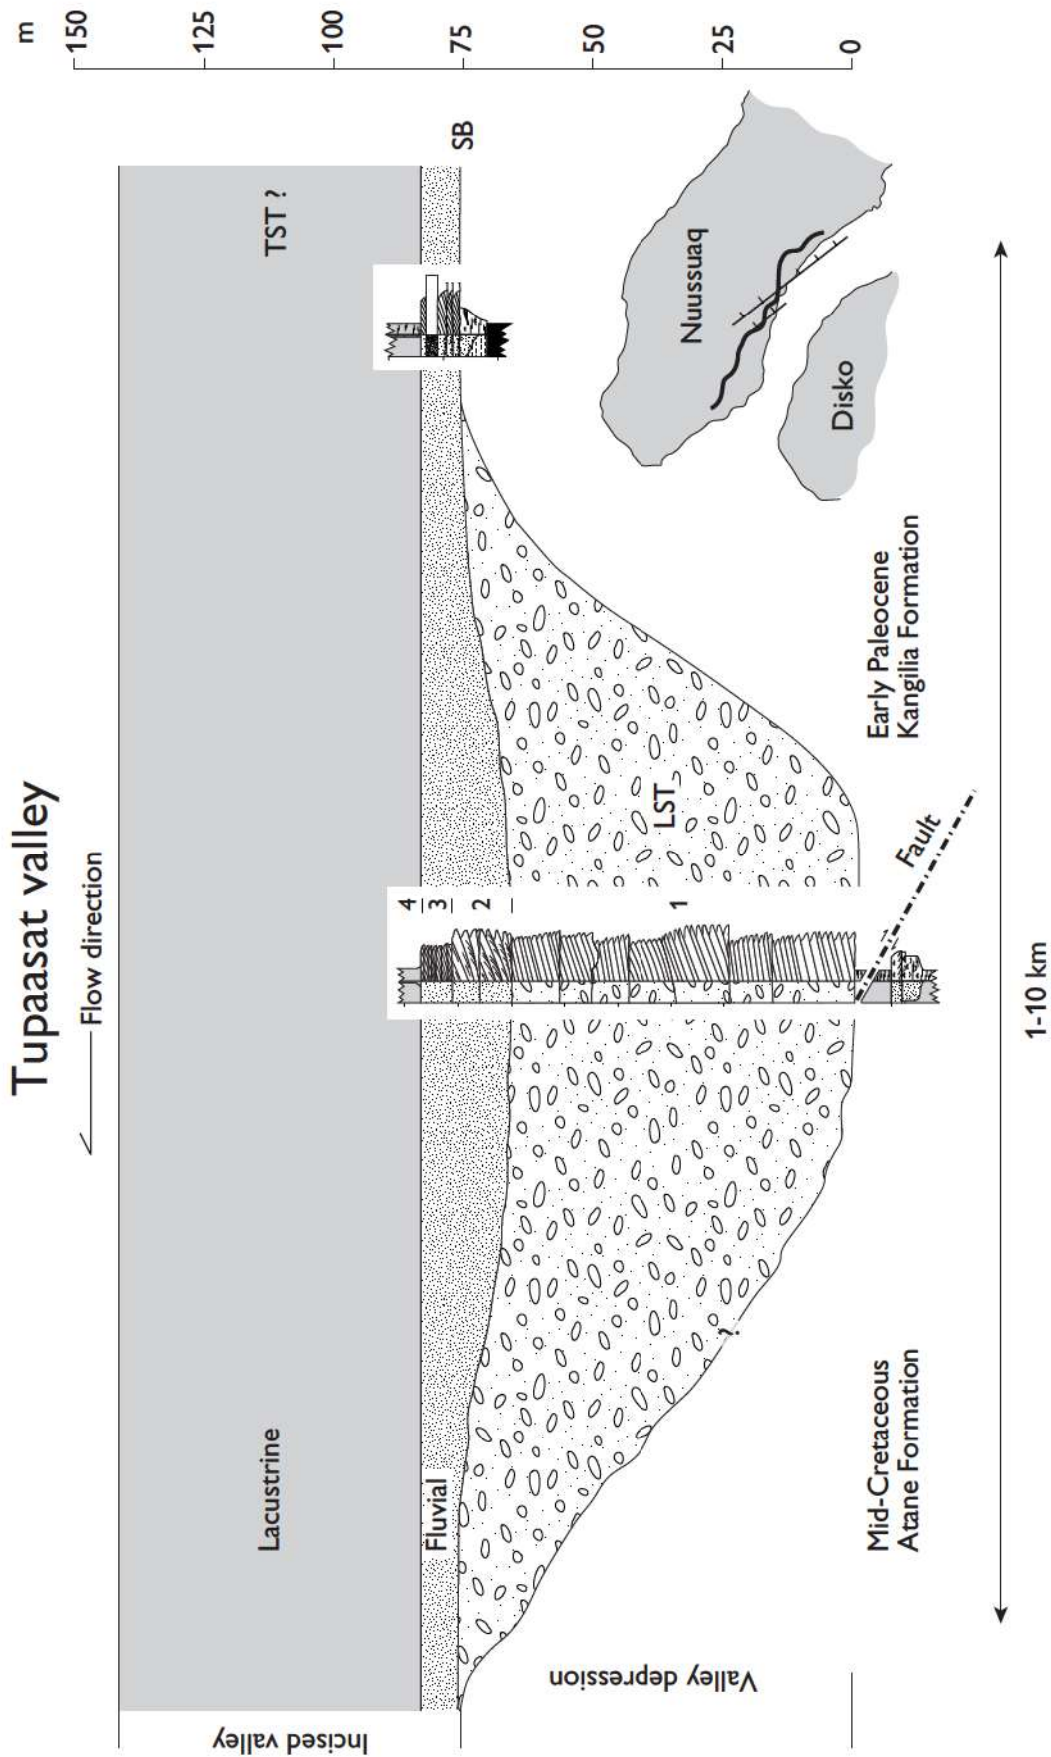 Tupaasat valley
Flow direction
m
150
125
100
75
50
25
0
Incised valley
Valley depression
Lacustrine
TST ?
Fluvial
SB
4
3
2
1
LST
?
Fault
Mid-Cretaceous
Atane Formation
Early Paleocene
Kangilia Formation
Nuussuaq
Disko
1-10 km